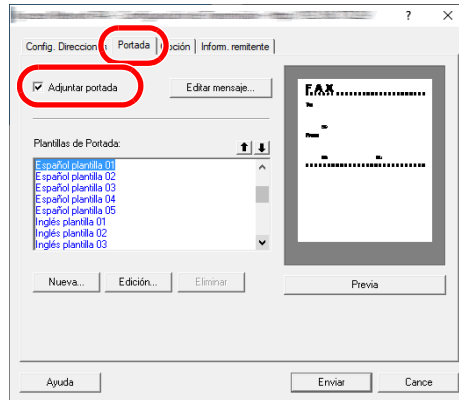 ?
Config. Direccion Portada pción Inform. remitente
Adjuntar portada
Editar mensaje...
Plantillas de Portada:
Español plantilla 01
Español plantilla 02
Español plantilla 03
Español plantilla 04
Español plantilla 05
Inglés plantilla 01
Inglés plantilla 02
Inglés plantilla 03
FAX
Nueva... Edición... Eliminar
Previa
Ayuda
Enviar
Cance